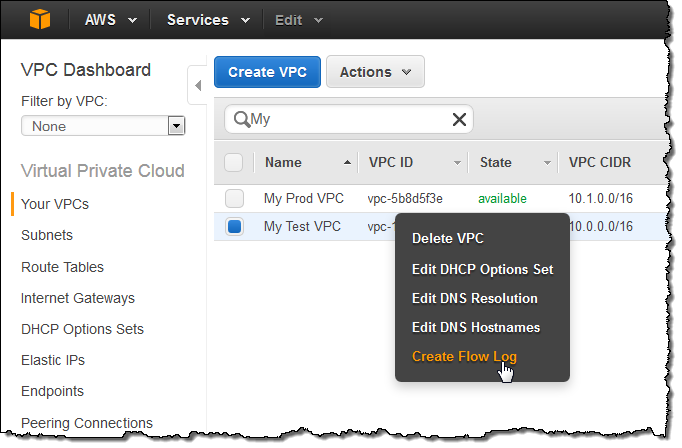 AWS Services Edit
VPC Dashboard
Filter by VPC:
None
Virtual Private Cloud
Your VPCs
Subnets
Route Tables
Internet Gateways
DHCP Options Sets
Elastic IPs
Endpoints
Peering Connections
Create VPC Actions
My
Name VPC ID State VPC CIDR
My Prod VPC vpc-5b8d5f3e available 10.1.0.0/16
My Test VPC 10.0.0.0/16
Delete VPC
Edit DHCP Options Set
Edit DNS Resolution
Edit DNS Hostnames
Create Flow Log